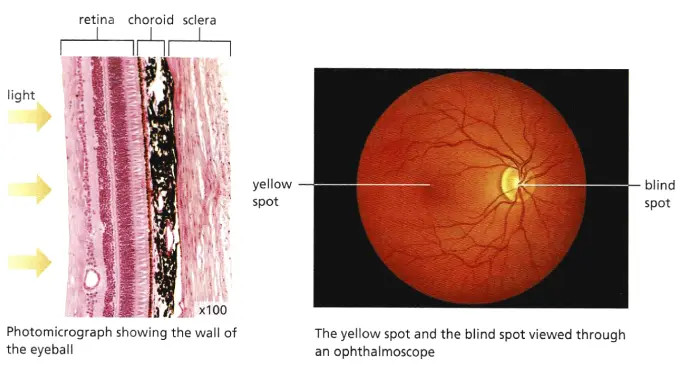 retina choroid sclera
light
x100
Photomicrograph showing the wall of
the eyeball
yellow
spot
blind
spot
The yellow spot and the blind spot viewed through
an ophthalmoscope